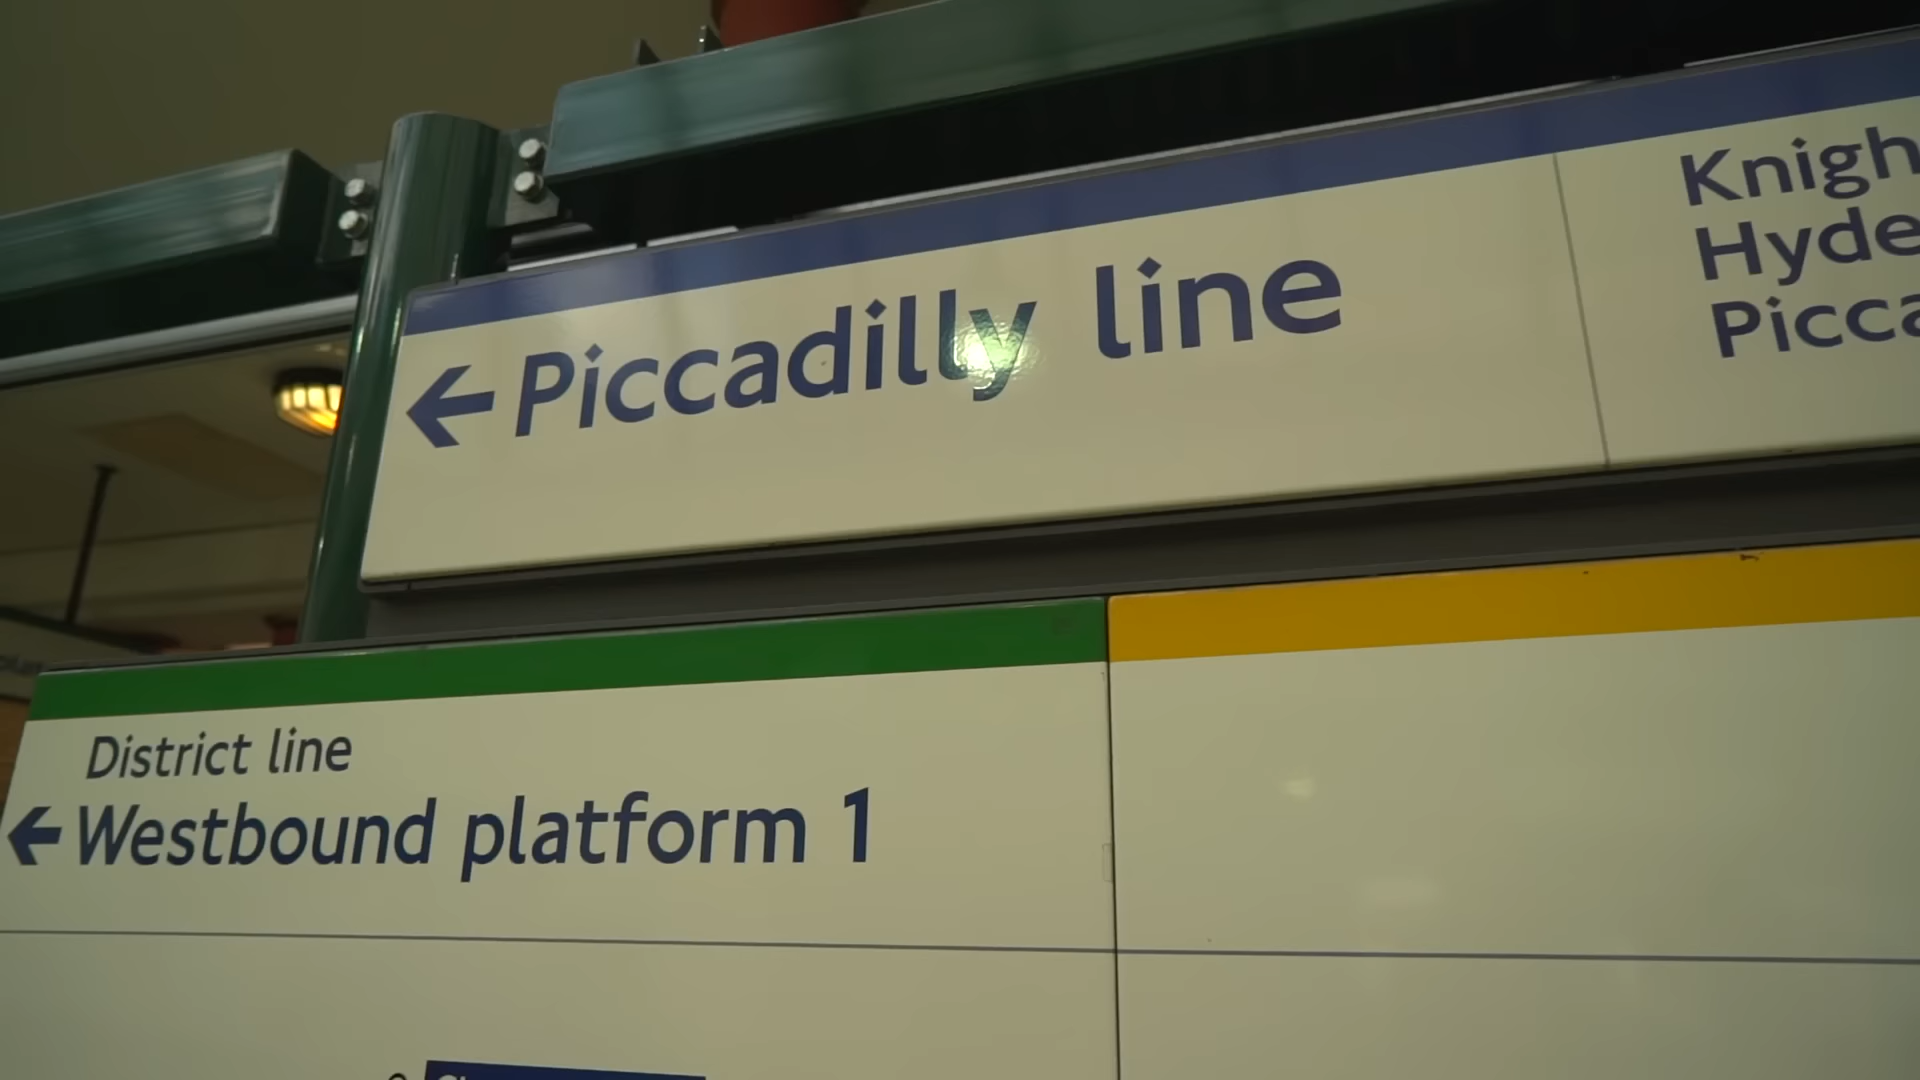 ← Piccadilly line
Knigh
Hyde
Picca
District line
← Westbound platform 1